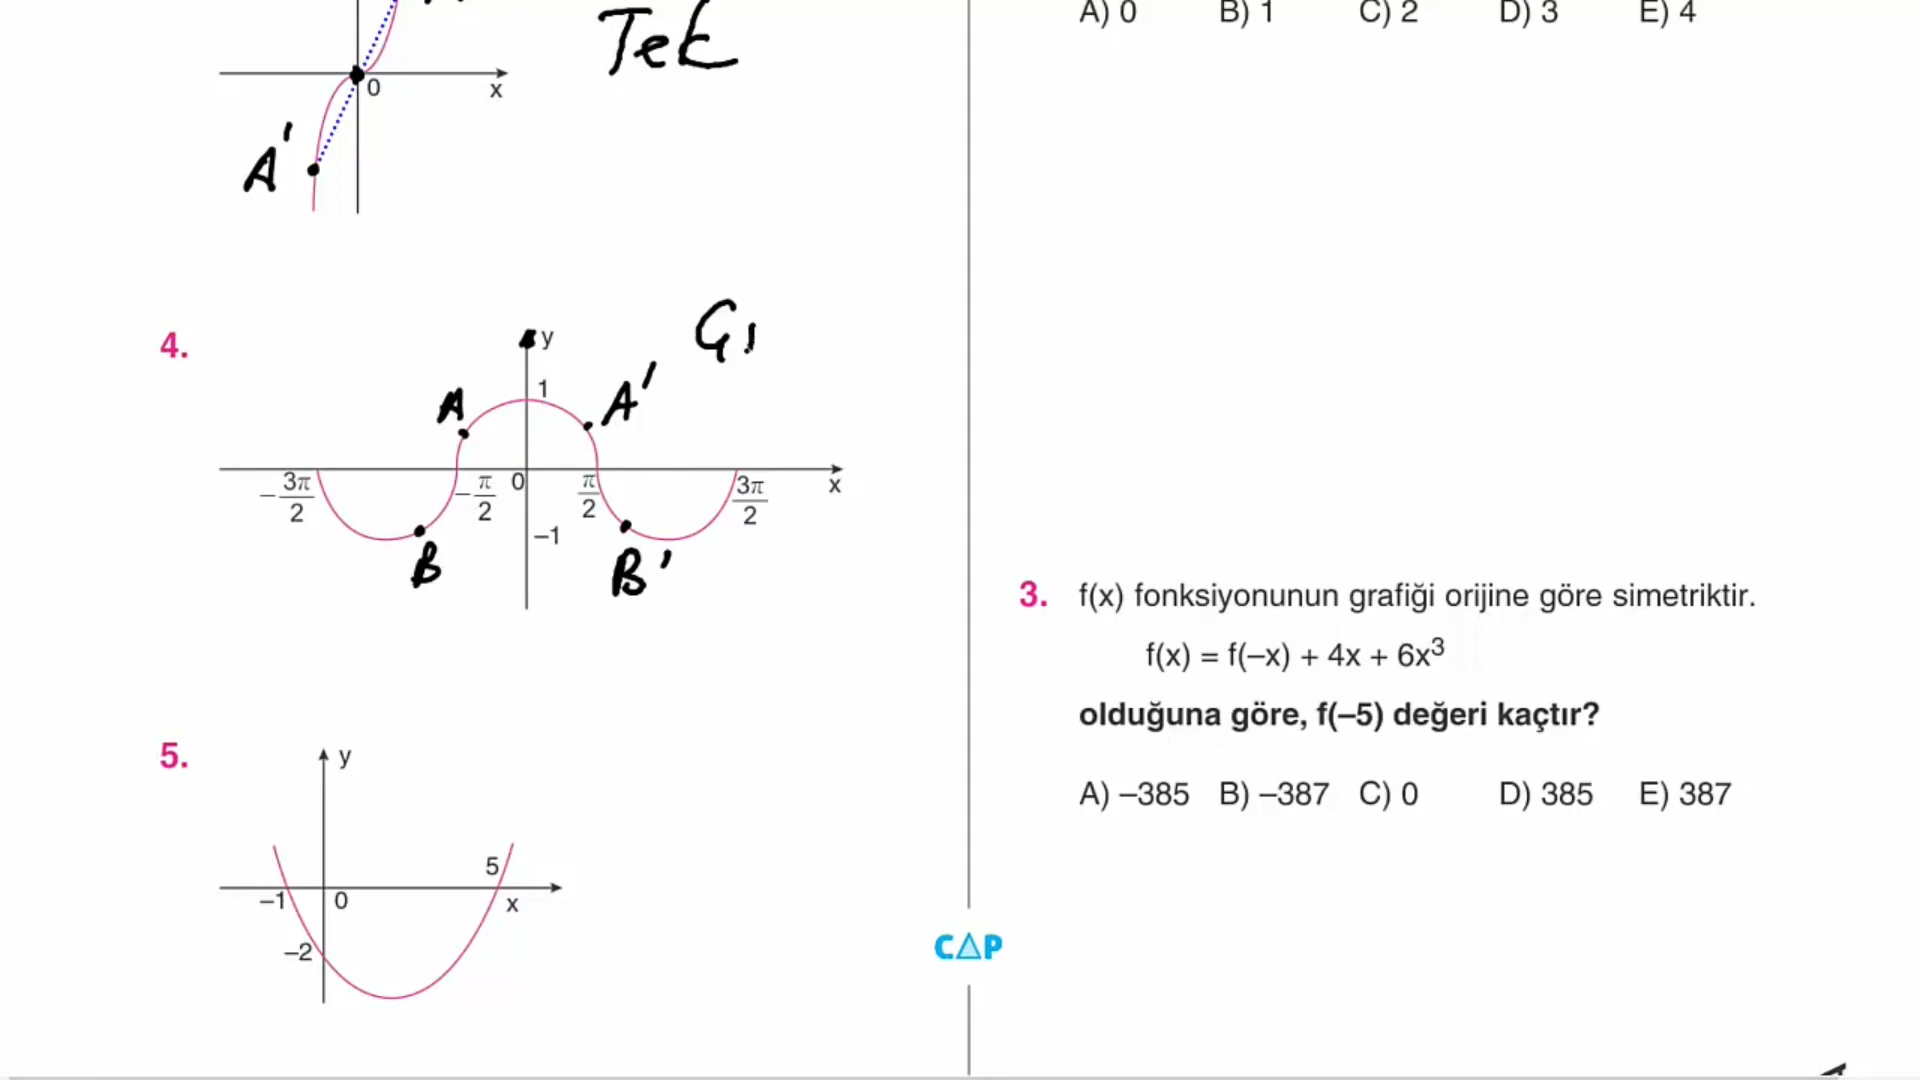 Tek
0
x
A'
4.
Çi
y
1
A
A'
-3π/2
-π/2
0
π/2
3π/2
x
–1
B
B'
5.
y
5
–1
0
x
–2
A) 0 B) 1 C) 2 D) 3 E) 4
3. f(x) fonksiyonunun grafiği orijine göre simetriktir.
f(x) = f(–x) + 4x + 6x³
olduğuna göre, f(–5) değeri kaçtır?
A) –385 B) –387 C) 0 D) 385 E) 387
CAP